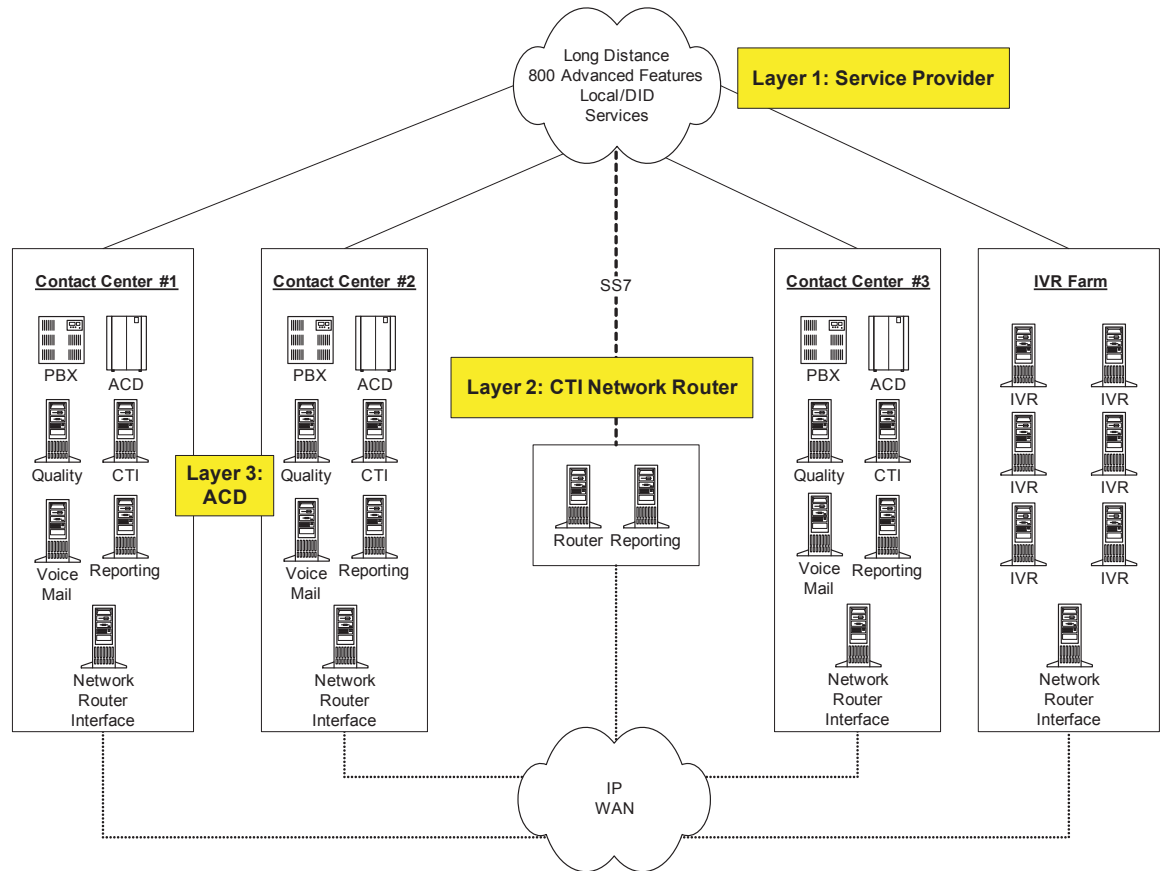 Long Distance
800 Advanced Features
Local/DID
Services
Layer 1: Service Provider
Contact Center #1
PBX
ACD
Quality
CTI
Voice
Mail
Reporting
Network
Router
Interface
Layer 3:
ACD
Contact Center #2
PBX
ACD
Quality
CTI
Voice
Mail
Reporting
Network
Router
Interface
SS7
Layer 2: CTI Network Router
Router
Reporting
Contact Center #3
PBX
ACD
Quality
CTI
Voice
Mail
Reporting
Network
Router
Interface
IVR Farm
IVR
IVR
IVR
IVR
IVR
IVR
Network
Router
Interface
IP
WAN